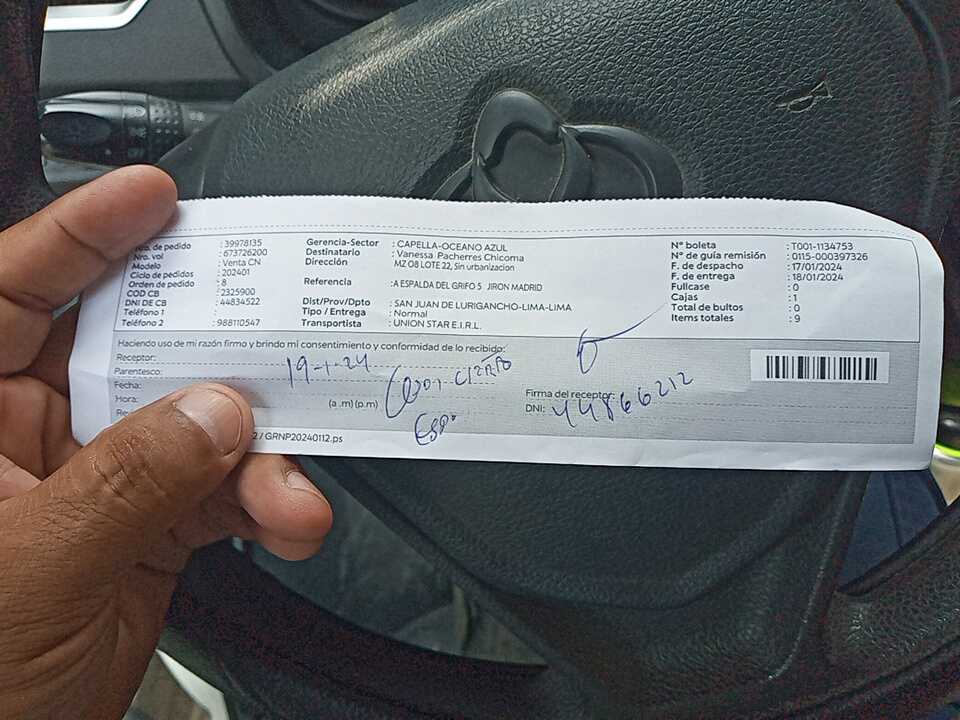 Nro. de pedido : 39978135
Nro. vol : 673726200
Modelo : Venta CN
Ciclo de pedidos : 202401
Orden de pedido : 8
COD CB : 2325900
DNI DE CB : 44834522
Teléfono 1 :
Teléfono 2 : 988110547
Gerencia-Sector : CAPELLA-OCEANO AZUL
Destinatario : Vanessa Pacherres Chicoma
Dirección MZ O8 LOTE 22, Sin urbanizacion
Referencia : A ESPALDA DEL GRIFO 5 JIRON MADRID
Dist/Prov/Dpto : SAN JUAN DE LURIGANCHO-LIMA-LIMA
Tipo / Entrega : Normal
Transportista : UNION STAR E.I.R.L.
N° boleta : T001-1134753
N° de guía remisión : 0115-000397326
F. de despacho : 17/01/2024
F. de entrega : 18/01/2024
Fullcase : 0
Cajas : 1
Total de bultos : 0
Items totales : 9
Haciendo uso de mi razón firmo y brindo mi consentimiento y conformidad de lo recibido:
Receptor:
Parentesco:
Fecha: 19-1-24
Hora: (a .m) (p.m)
Espo
Firma del receptor:
DNI: 44866212
2 / GRNP20240112.ps